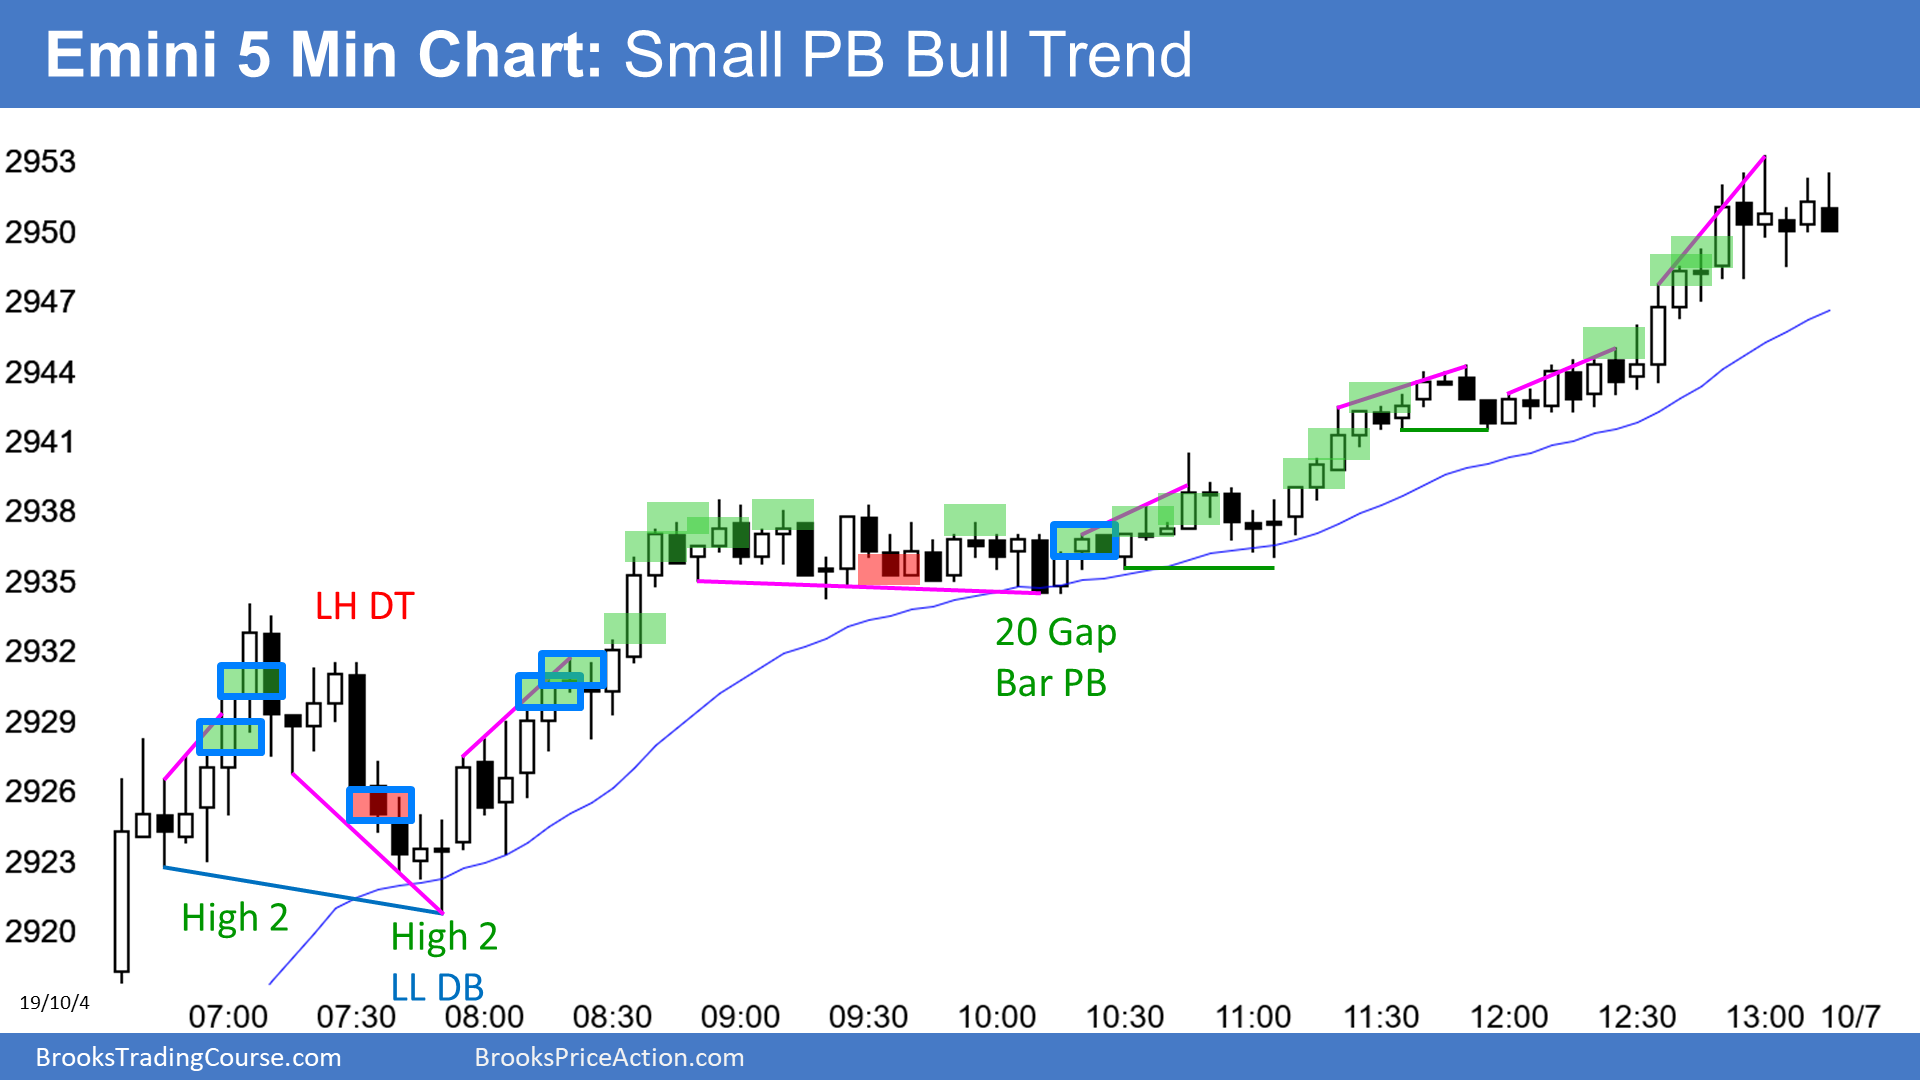 Emini 5 Min Chart: Small PB Bull Trend
2953
2950
2947
2944
2941
2938
2935
2932
2929
2926
2923
2920
LH DT
20 Gap
Bar PB
High 2
High 2
LL DB
19/10/4
07:00 07:30 08:00 08:30 09:00 09:30 10:00 10:30 11:00 11:30 12:00 12:30 13:00 10/7
BrooksTradingCourse.com BrooksPriceAction.com